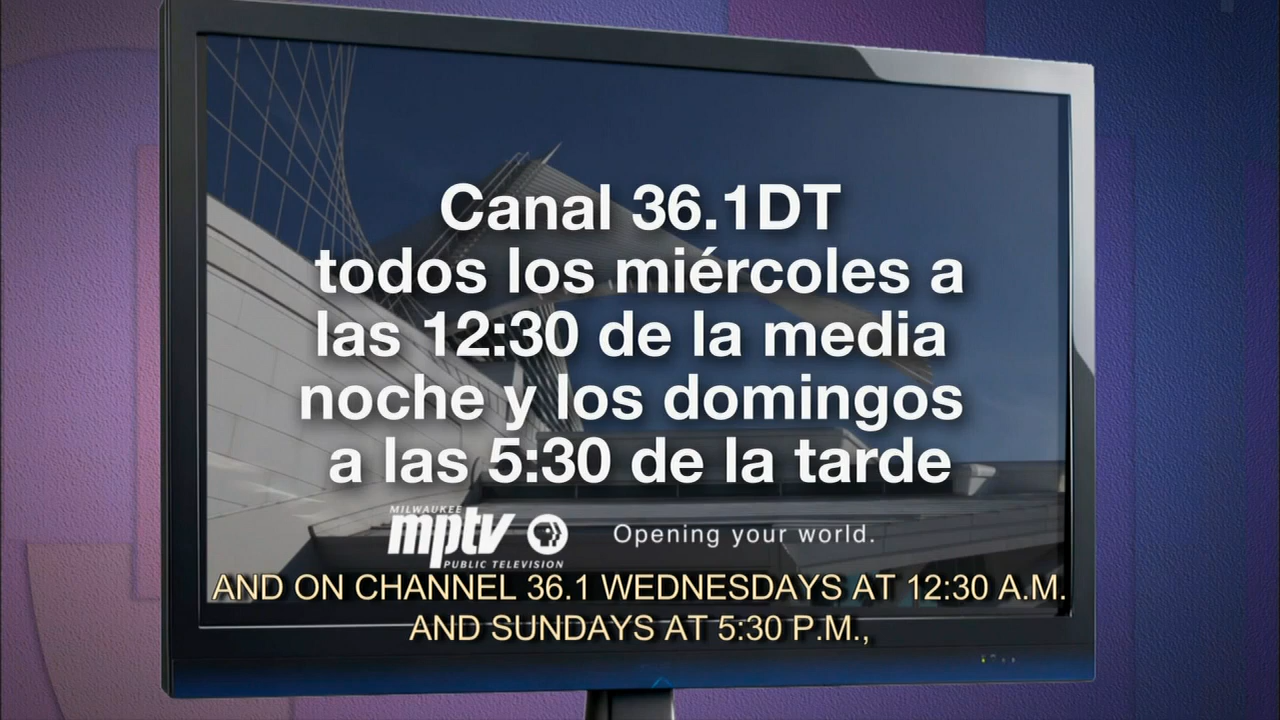 Canal 36.1DT
todos los miércoles a
las 12:30 de la media
noche y los domingos
a las 5:30 de la tarde
MILWAUKEE
mptv
PUBLIC TELEVISION
Opening your world.
AND ON CHANNEL 36.1 WEDNESDAYS AT 12:30 A.M.
AND SUNDAYS AT 5:30 P.M.,